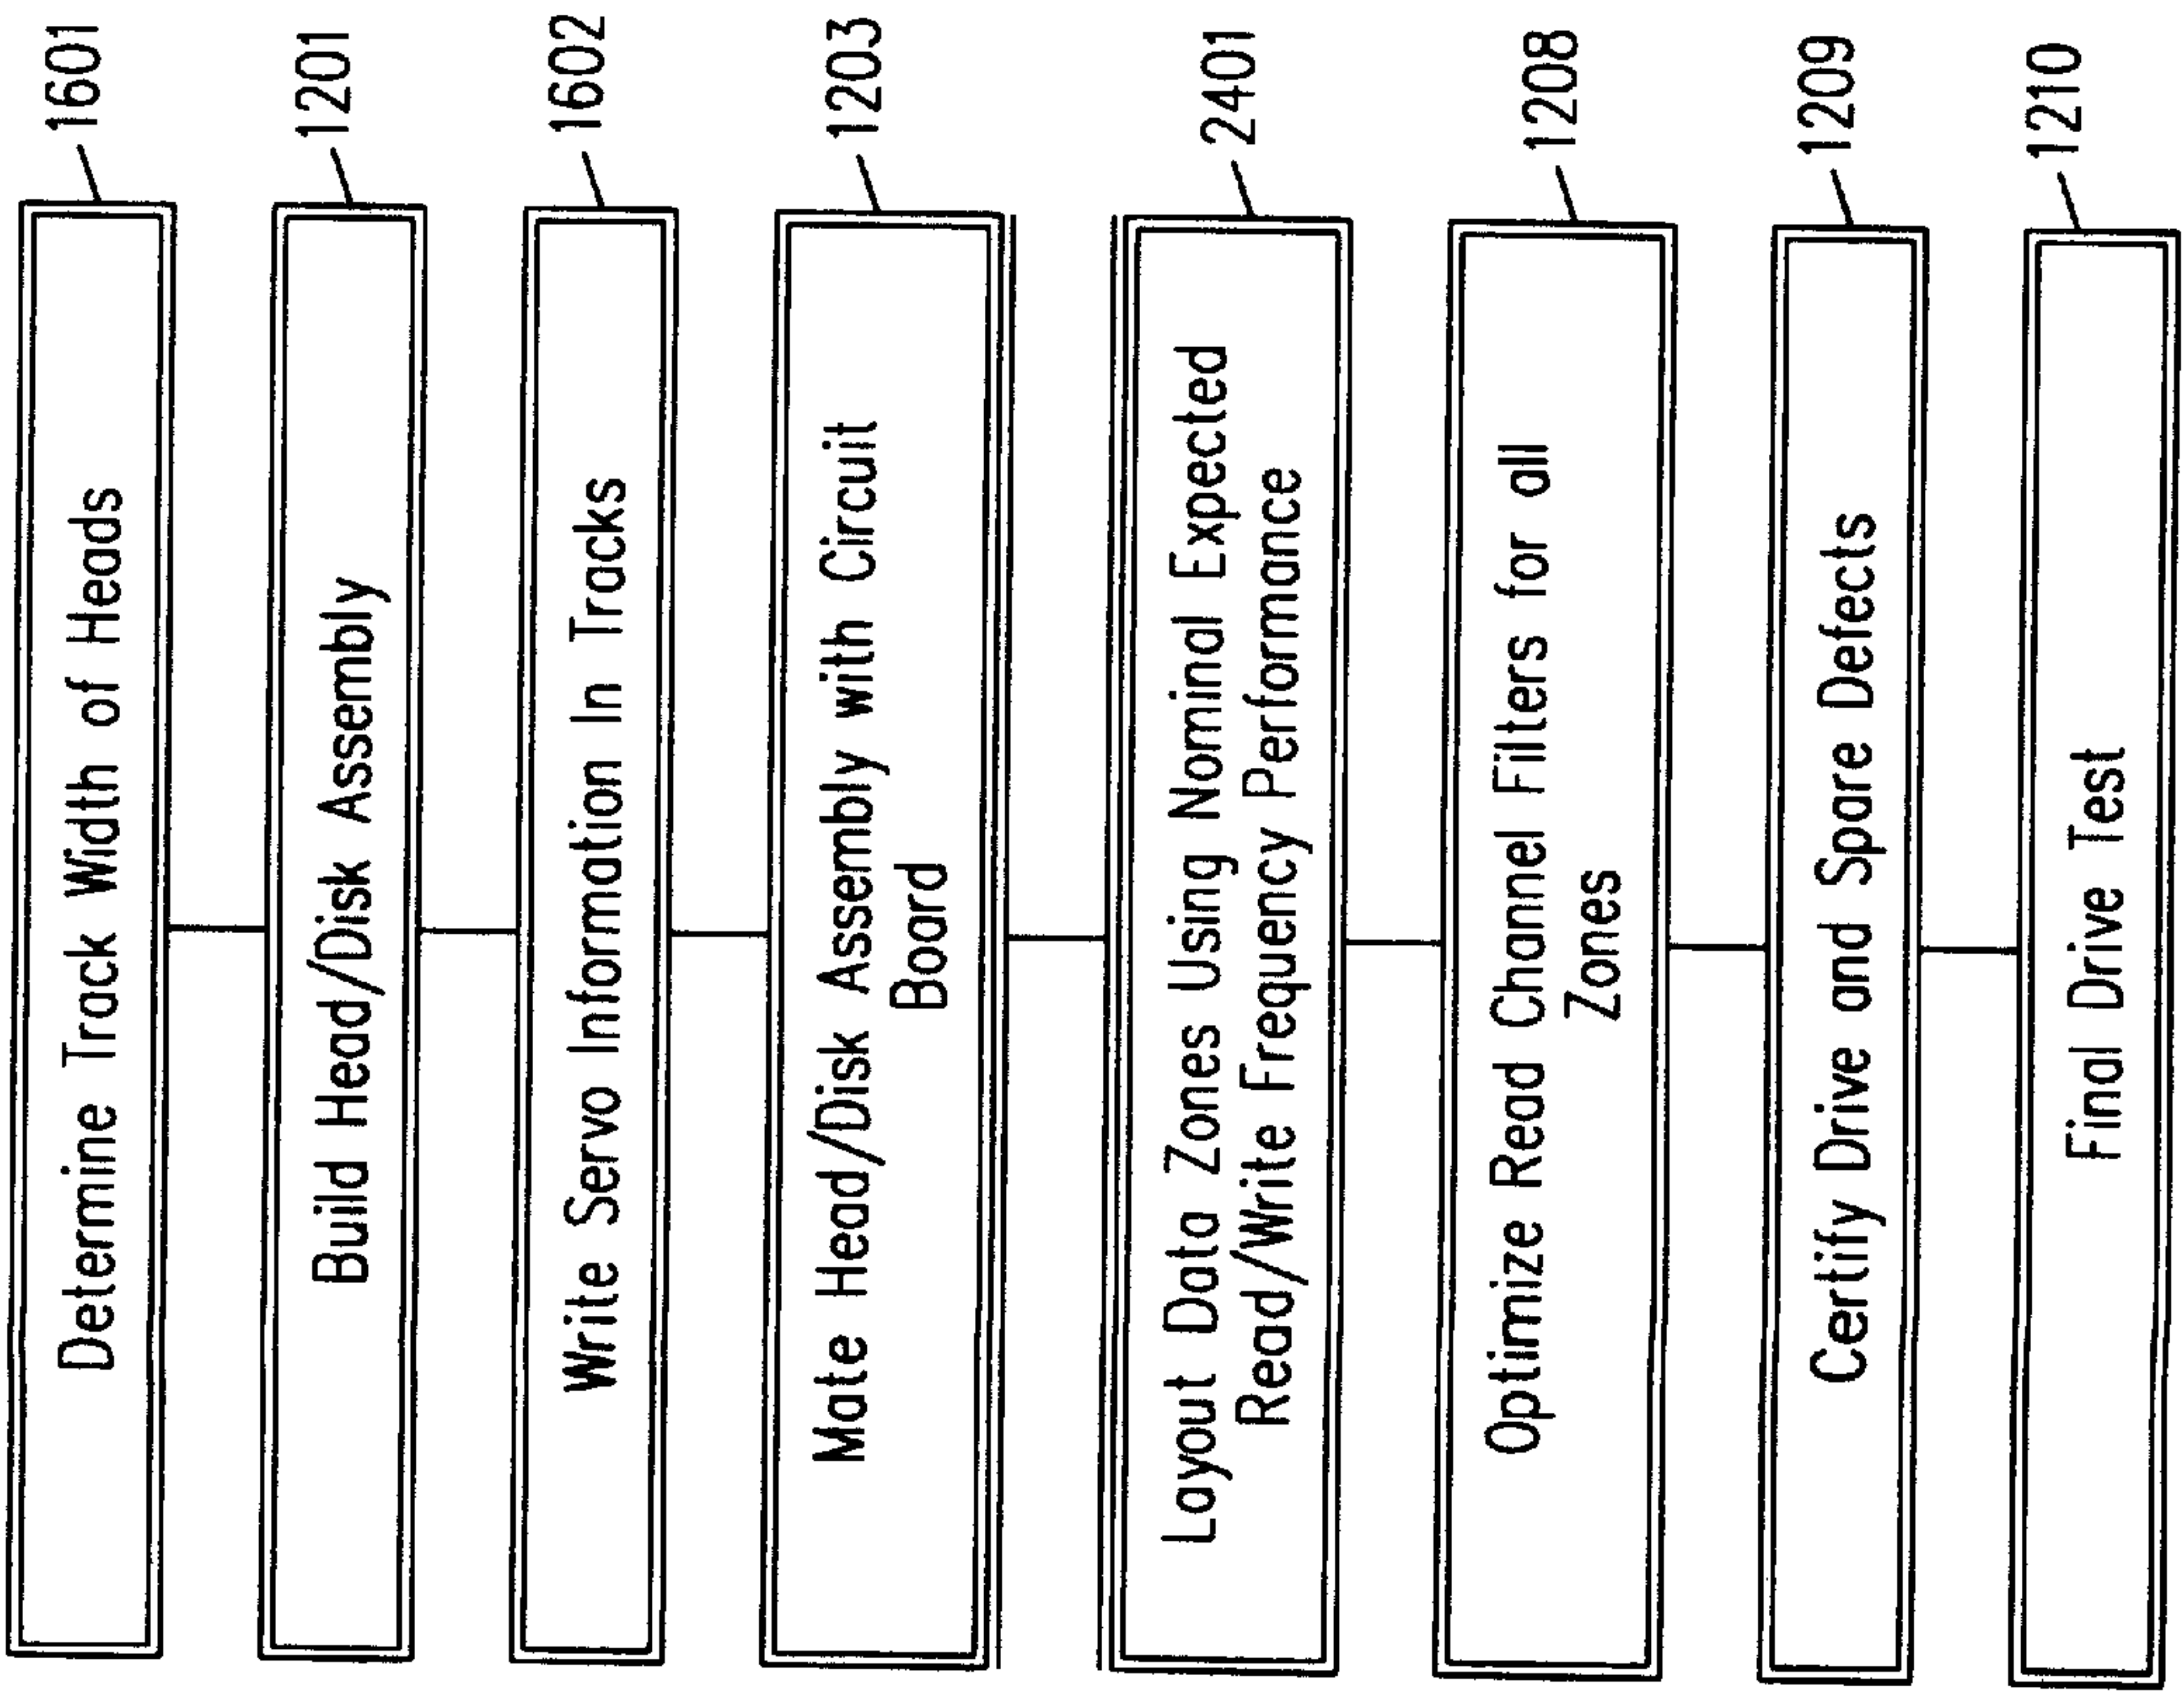 Determine Track Width of Heads
1601
Build Head/Disk Assembly
1201
Write Servo Information In Tracks
1602
Mate Head/Disk Assembly with Circuit
Board
1203
Layout Data Zones Using Nominal Expected
Read/Write Frequency Performance
2401
Optimize Read Channel Filters for all
Zones
1208
Certify Drive and Spare Defects
1209
Final Drive Test
1210